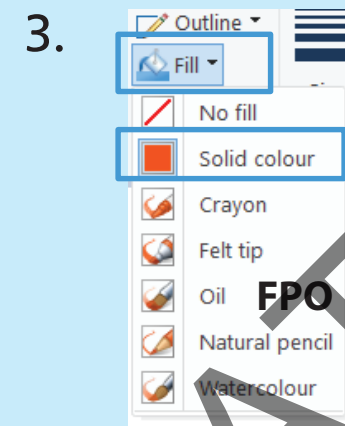 3.
Outline
Fill
No fill
Solid colour
Crayon
Felt tip
Oil
FPO
Natural pencil
Watercolour